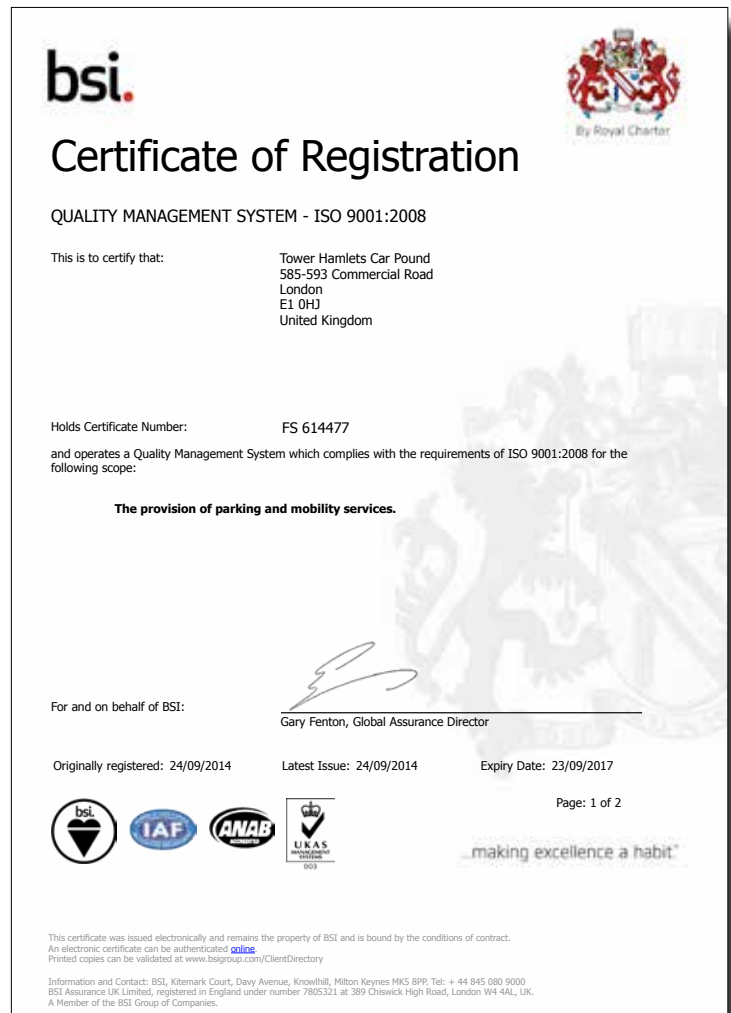 bsi.
By Royal Charter
Certificate of Registration
QUALITY MANAGEMENT SYSTEM - ISO 9001:2008
This is to certify that:
Tower Hamlets Car Pound
585-593 Commercial Road
London
E1 0HJ
United Kingdom
Holds Certificate Number:
FS 614477
and operates a Quality Management System which complies with the requirements of ISO 9001:2008 for the
following scope:
The provision of parking and mobility services.
For and on behalf of BSI:
Gary Fenton, Global Assurance Director
Originally registered: 24/09/2014
Latest Issue: 24/09/2014
Expiry Date: 23/09/2017
Page: 1 of 2
bsi.
IAF
ANAB
ACCREDITED
UKAS
MANAGEMENT
SYSTEMS
003
...making excellence a habit™
This certificate was issued electronically and remains the property of BSI and is bound by the conditions of contract.
An electronic certificate can be authenticated online.
Printed copies can be validated at www.bsigroup.com/ClientDirectory
Information and Contact: BSI, Kitemark Court, Davy Avenue, Knowlhill, Milton Keynes MK5 8PP. Tel: + 44 845 080 9000
BSI Assurance UK Limited, registered in England under number 7805321 at 389 Chiswick High Road, London W4 4AL, UK.
A Member of the BSI Group of Companies.